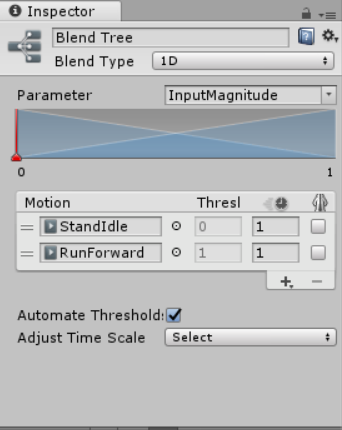 Inspector
Blend Tree
Blend Type 1D
Parameter InputMagnitude
0 1
Motion Thresl
StandIdle 0 1
RunForward 1 1
Automate Threshold:
Adjust Time Scale Select